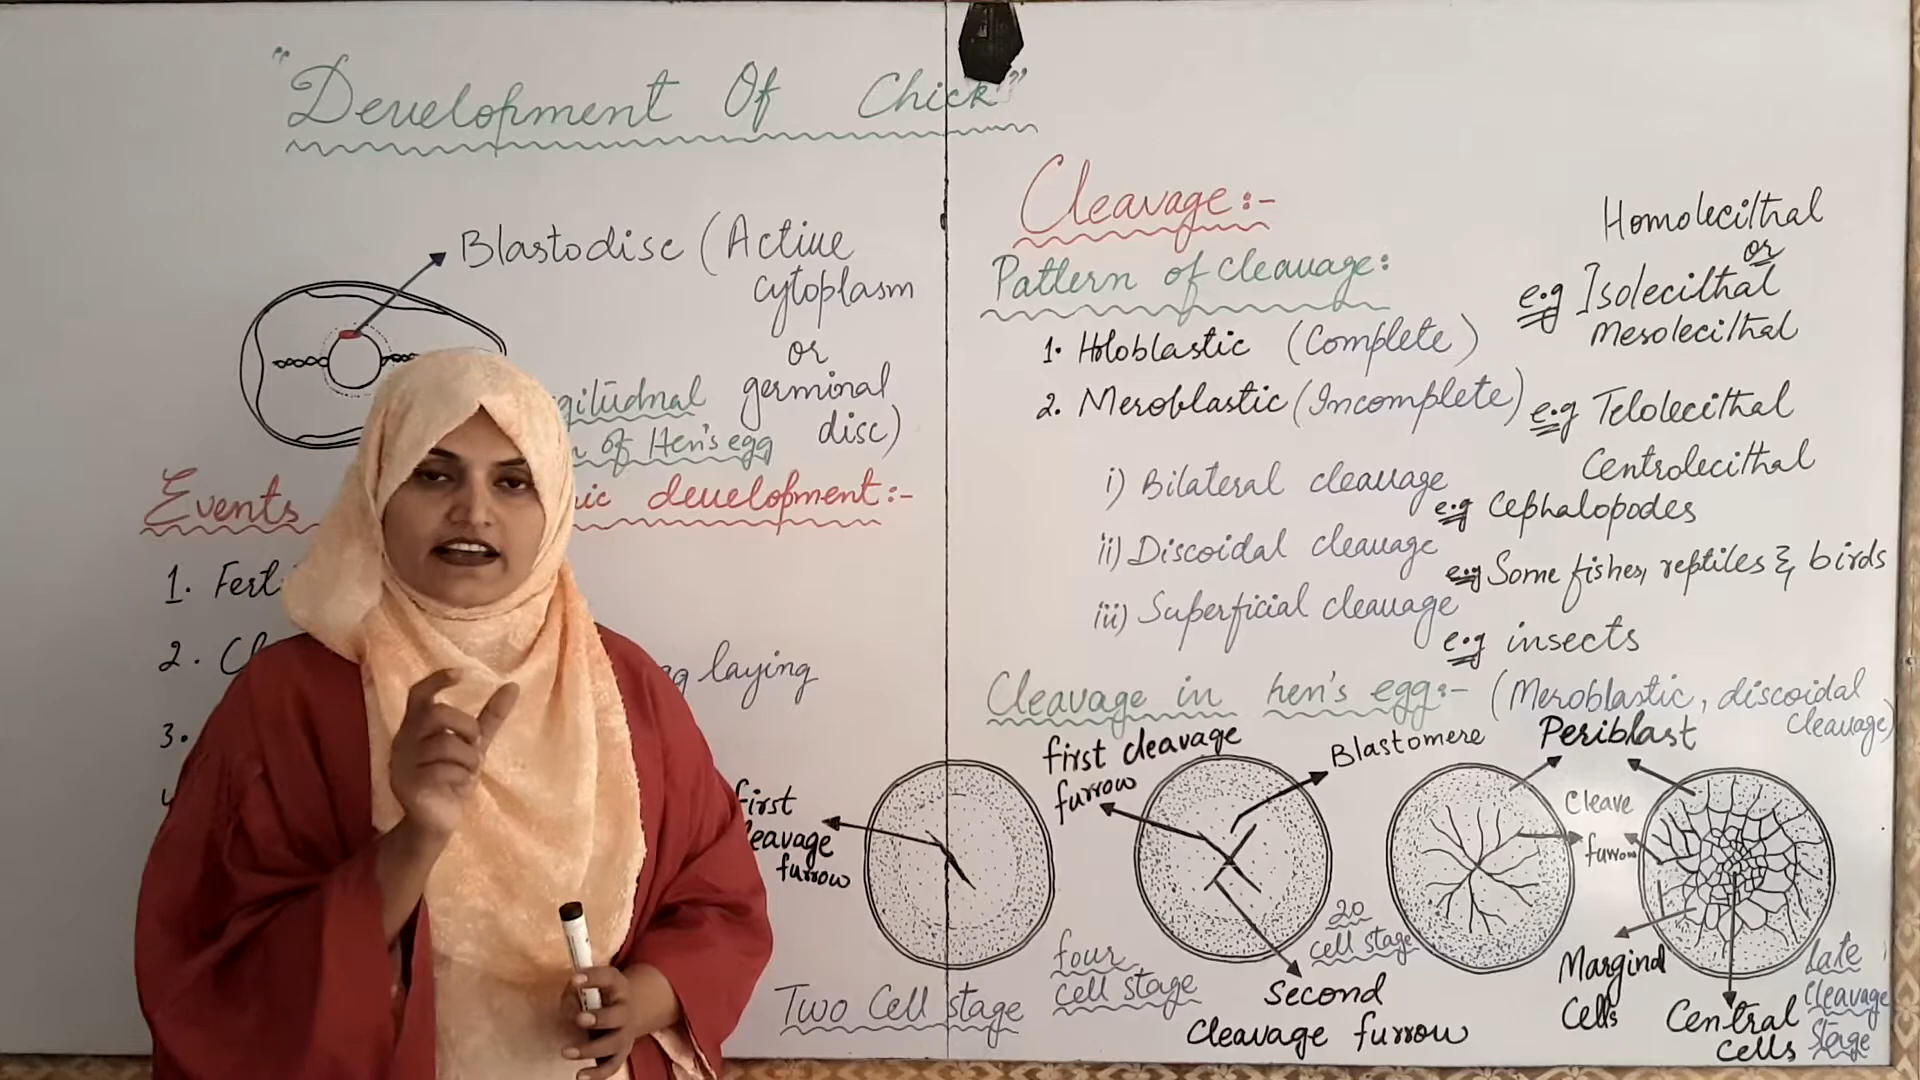 "Development Of Chick"
Blastodisc (Active
cytoplasm
or
germinal
disc)
of Hen's egg
Events development:-
1.
2. laying
3.
Cleavage:-
Pattern of cleavage:
1. Holoblastic (Complete)
2. Meroblastic (Incomplete)
Homolecithal
or
e.g Isolecithal
Mesolecithal
e.g Telolecithal
Centrolecithal
i) Bilateral cleavage
e.g Cephalopodes
ii) Discoidal cleavage
e.g Some fishes, reptiles & birds
iii) Superficial cleavage
e.g insects
Cleavage in hen's egg:- (Meroblastic, discoidal
cleavage)
first
cleavage
furrow
Two Cell stage
first cleavage
furrow
Blastomere
four
cell stage
Second
Cleavage furrow
20
cell stage
Periblast
Cleave
furrow
Marginal
Cells
Central
Cells
Late
Cleavage
Stage